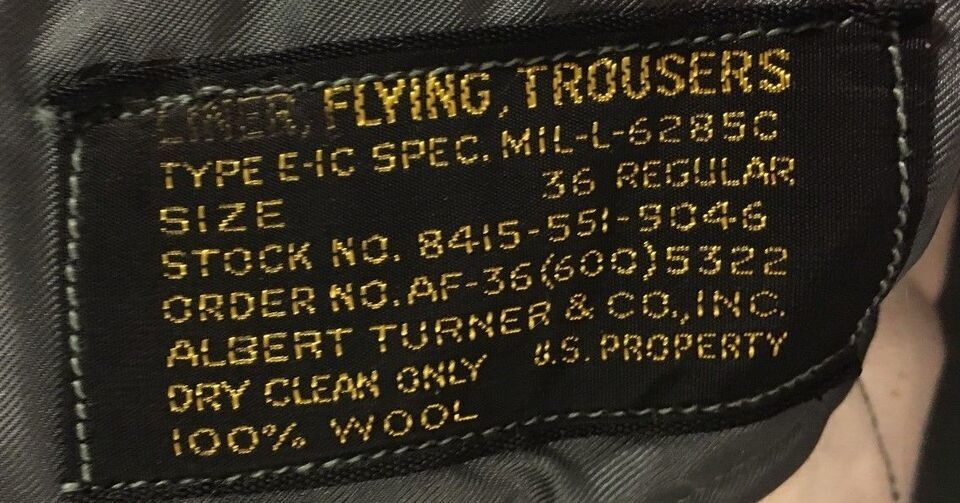 LINER, FLYING, TROUSERS
TYPE E-1C SPEC. MIL-L-6285C
SIZE 36 REGULAR
STOCK NO. 8415-551-9046
ORDER NO. AF-36(600)5322
ALBERT TURNER & CO., INC.
DRY CLEAN ONLY U.S. PROPERTY
100% WOOL